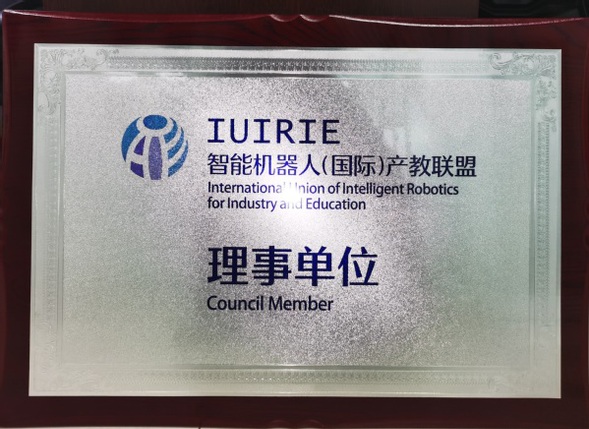 IUIRIE
智能机器人(国际)产教联盟
International Union of Intelligent Robotics
for Industry and Education
理事单位
Council Member